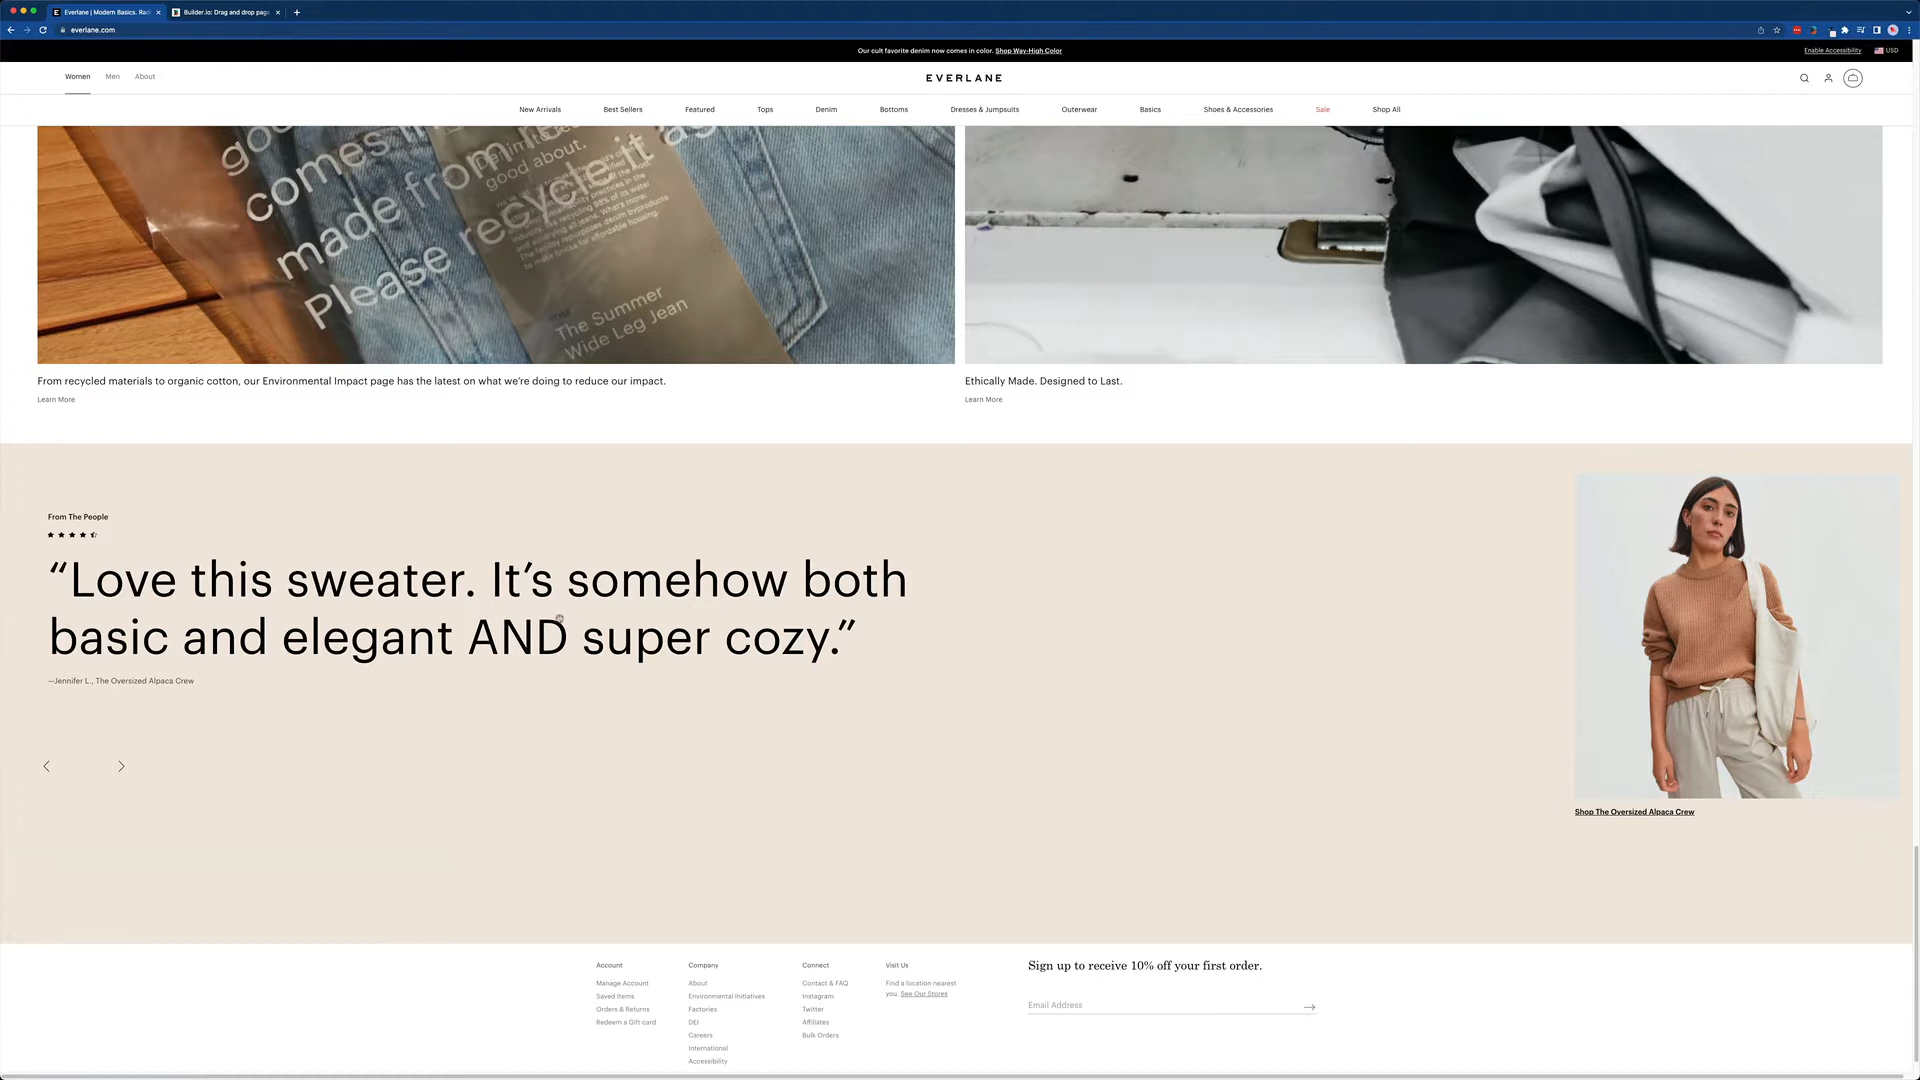 Everlane | Modern Basics. Rad
Builder.io: Drag and drop page
everlane.com
Our cult favorite denim now comes in color. Shop Way-High Color
Enable Accessibility
USD
Women
Men
About
EVERLANE
New Arrivals
Best Sellers
Featured
Tops
Denim
Bottoms
Dresses & Jumpsuits
Outerwear
Basics
Shoes & Accessories
Sale
Shop All
comes in
made from
Please recycle it
good about.
The Summer
Wide Leg Jean
From recycled materials to organic cotton, our Environmental Impact page has the latest on what we’re doing to reduce our impact.
Learn More
Ethically Made. Designed to Last.
Learn More
From The People
“Love this sweater. It’s somehow both
basic and elegant AND super cozy.”
—Jennifer L., The Oversized Alpaca Crew
Shop The Oversized Alpaca Crew
Account
Manage Account
Saved Items
Orders & Returns
Redeem a Gift card
Company
About
Environmental Initiatives
Factories
DEI
Careers
International
Accessibility
Connect
Contact & FAQ
Instagram
Twitter
Affiliates
Bulk Orders
Visit Us
Find a location nearest
you. See Our Stores
Sign up to receive 10% off your first order.
Email Address